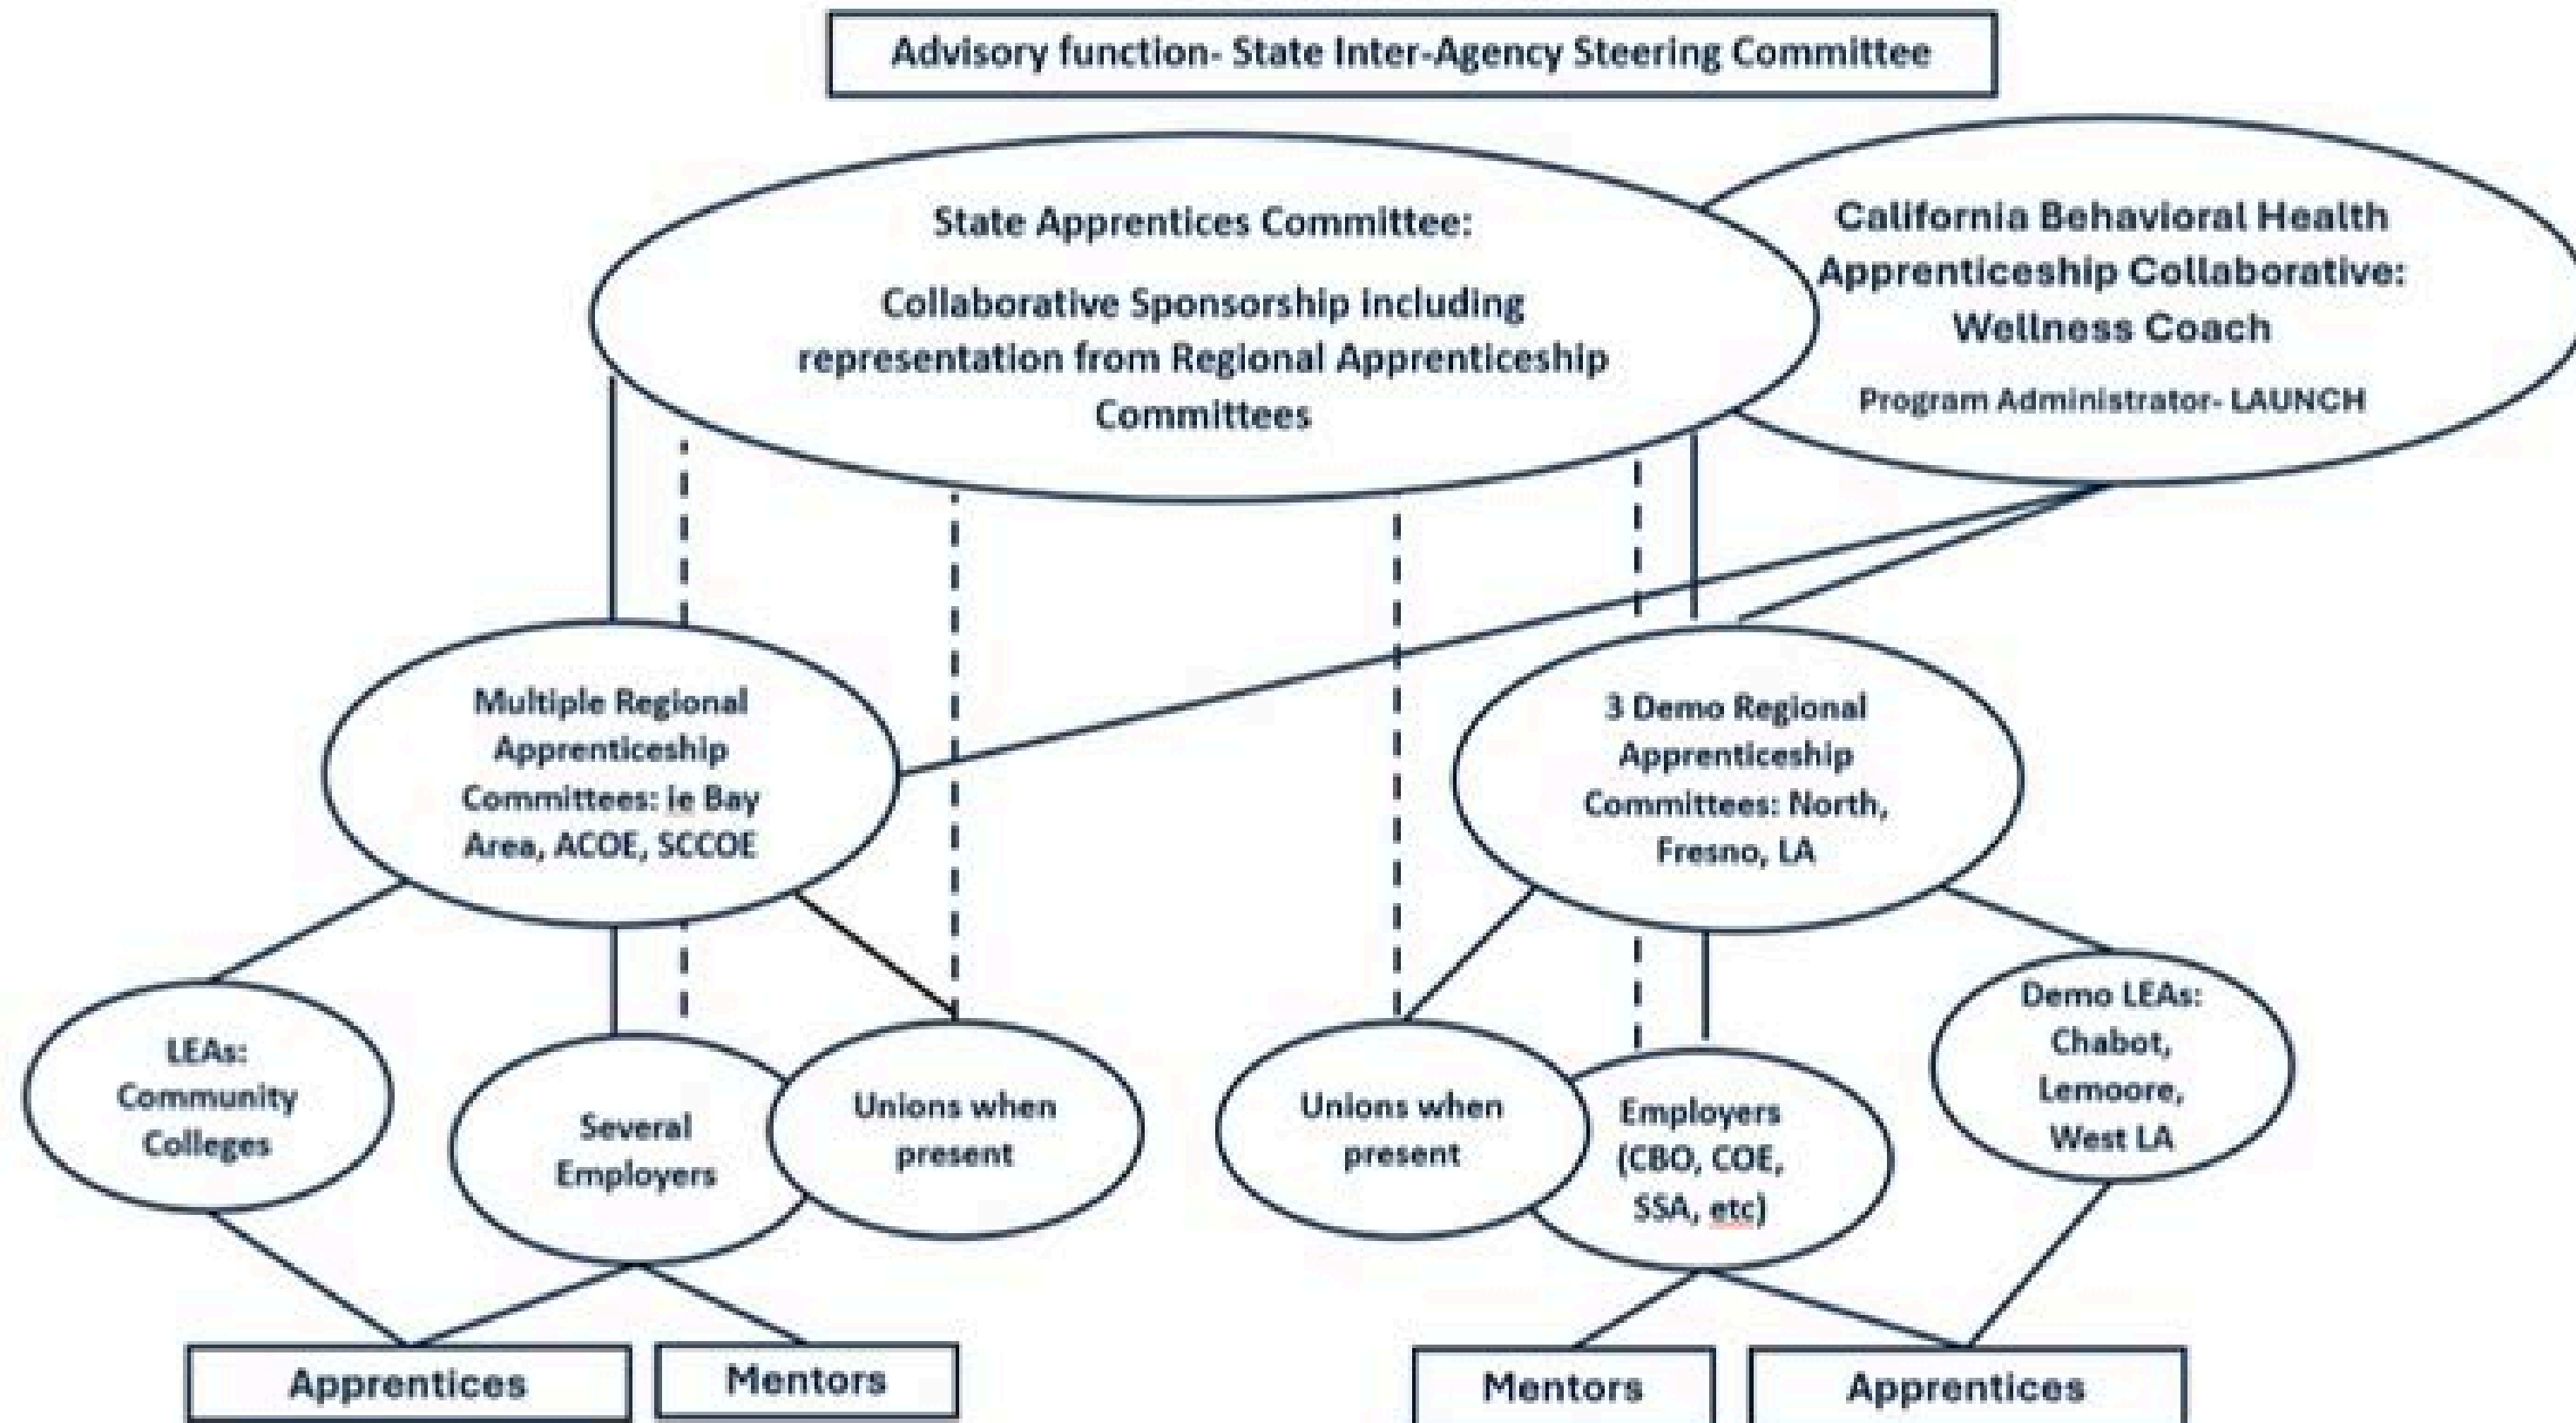 Advisory function- State Inter-Agency Steering Committee
State Apprentices Committee:
Collaborative Sponsorship including
representation from Regional Apprenticeship
Committees
California Behavioral Health
Apprenticeship Collaborative:
Wellness Coach
Program Administrator- LAUNCH
Multiple Regional
Apprenticeship
Committees: ie Bay
Area, ACOE, SCCOE
3 Demo Regional
Apprenticeship
Committees: North,
Fresno, LA
LEAs:
Community
Colleges
Several
Employers
Unions when
present
Unions when
present
Employers
(CBO, COE,
SSA, etc)
Demo LEAs:
Chabot,
Lemoore,
West LA
Apprentices
Mentors
Mentors
Apprentices